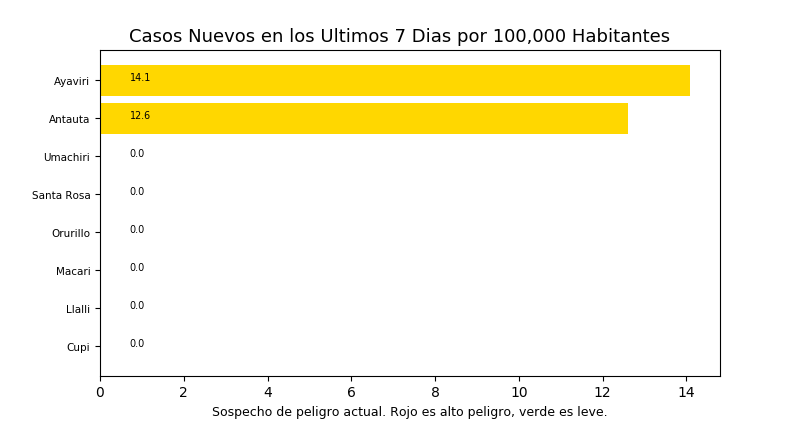 Casos Nuevos en los Ultimos 7 Dias por 100,000 Habitantes
Ayaviri 14.1
Antauta 12.6
Umachiri 0.0
Santa Rosa 0.0
Orurillo 0.0
Macari 0.0
Llalli 0.0
Cupi 0.0
0 2 4 6 8 10 12 14
Sospecho de peligro actual. Rojo es alto peligro, verde es leve.